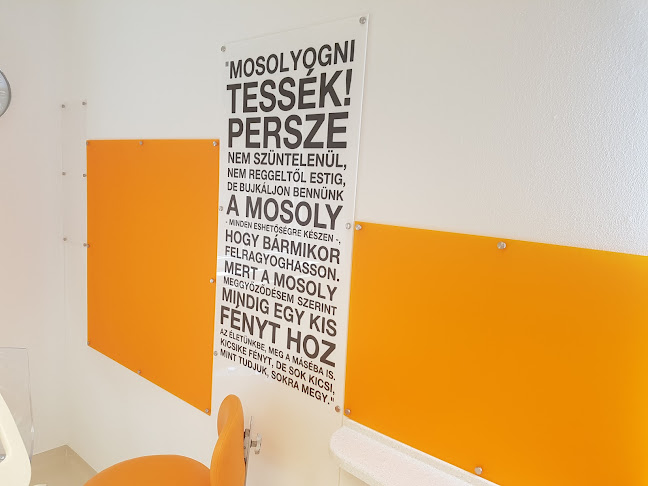 "MOSOLYOGNI
TESSÉK!
PERSZE
NEM SZÜNTELENÜL,
NEM REGGELTŐL ESTIG,
DE BUJKÁLJON BENNÜNK
A MOSOLY
- MINDEN ESHETŐSÉGRE KÉSZEN -,
HOGY BÁRMIKOR
FELRAGYOGHASSON.
MERT A MOSOLY
MEGGYŐZŐDÉSEM SZERINT
MINDIG EGY KIS
FÉNYT HOZ
AZ ÉLETÜNKBE, MEG A MÁSÉBA IS.
KICSIKE FÉNYT, DE SOK KICSI,
MINT TUDJUK, SOKRA MEGY."